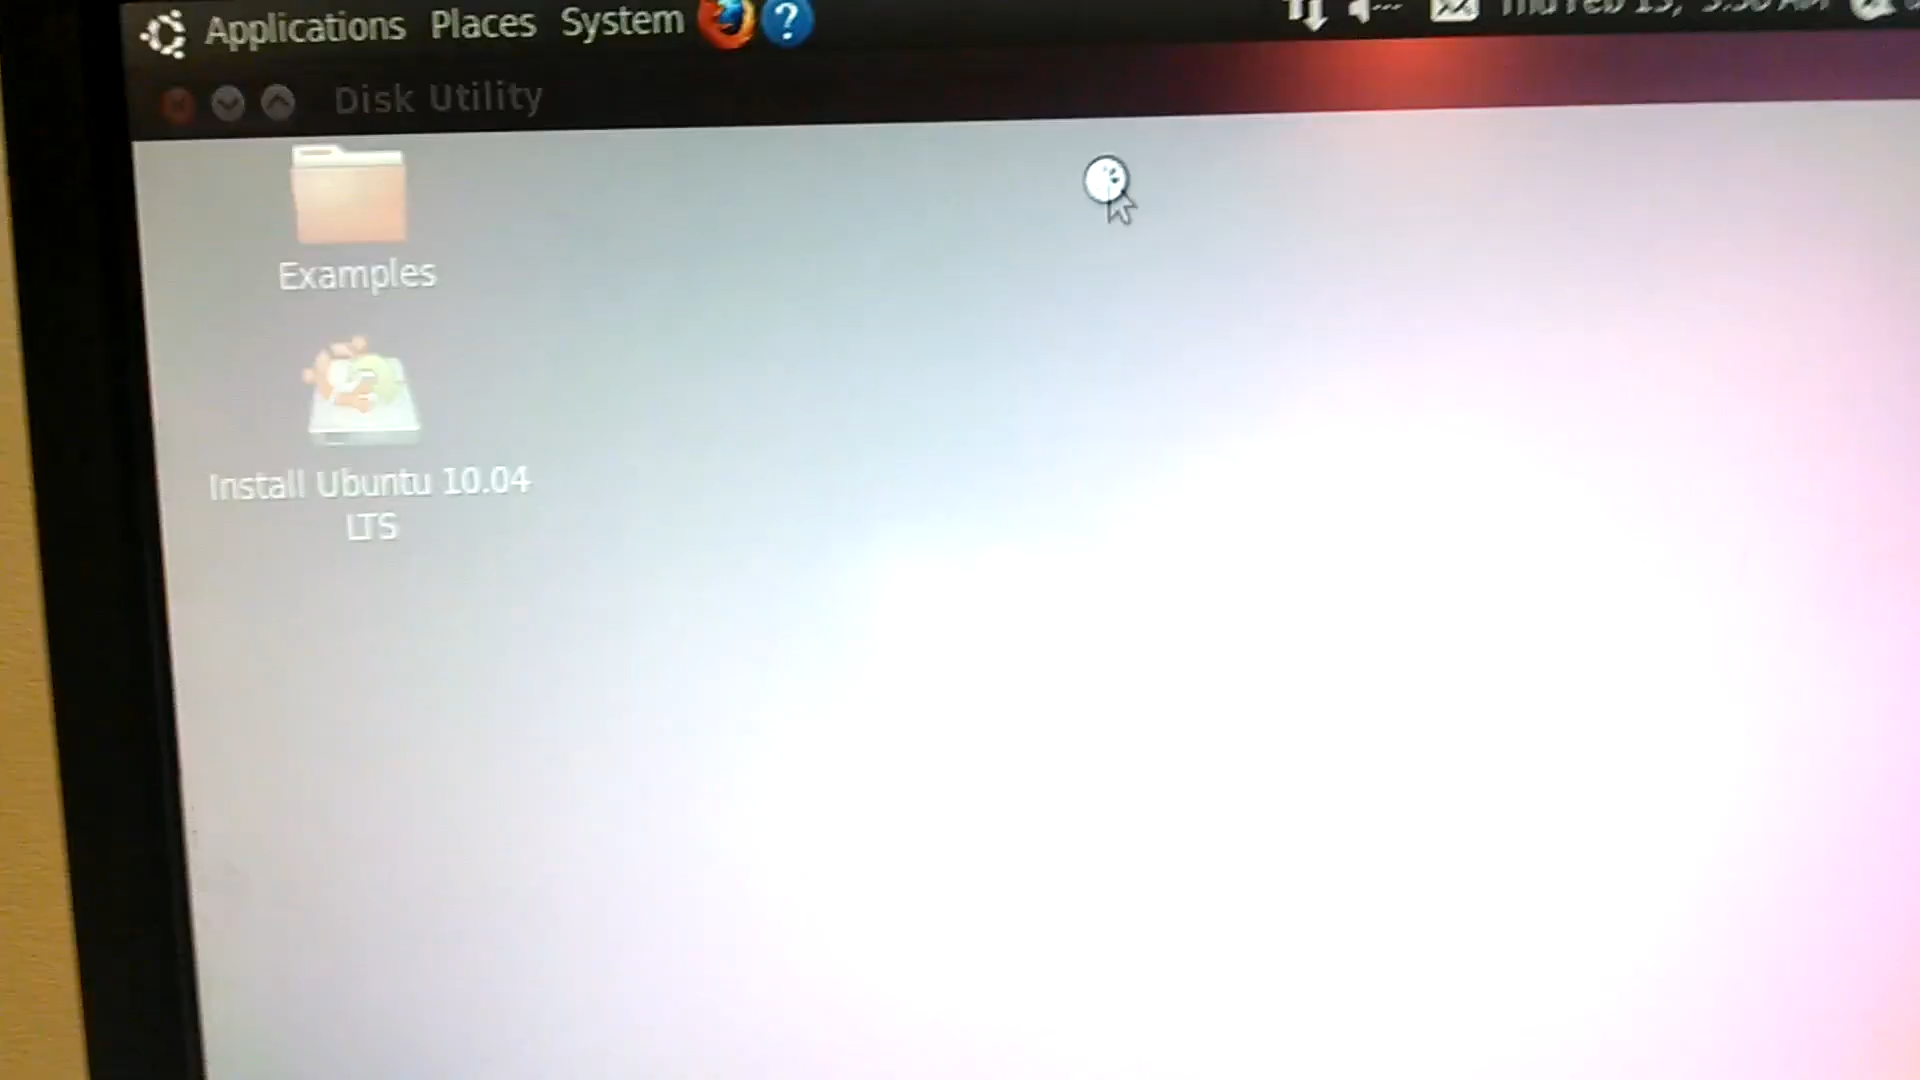 Applications Places System ?
Disk Utility
Examples
Install Ubuntu 10.04
LTS